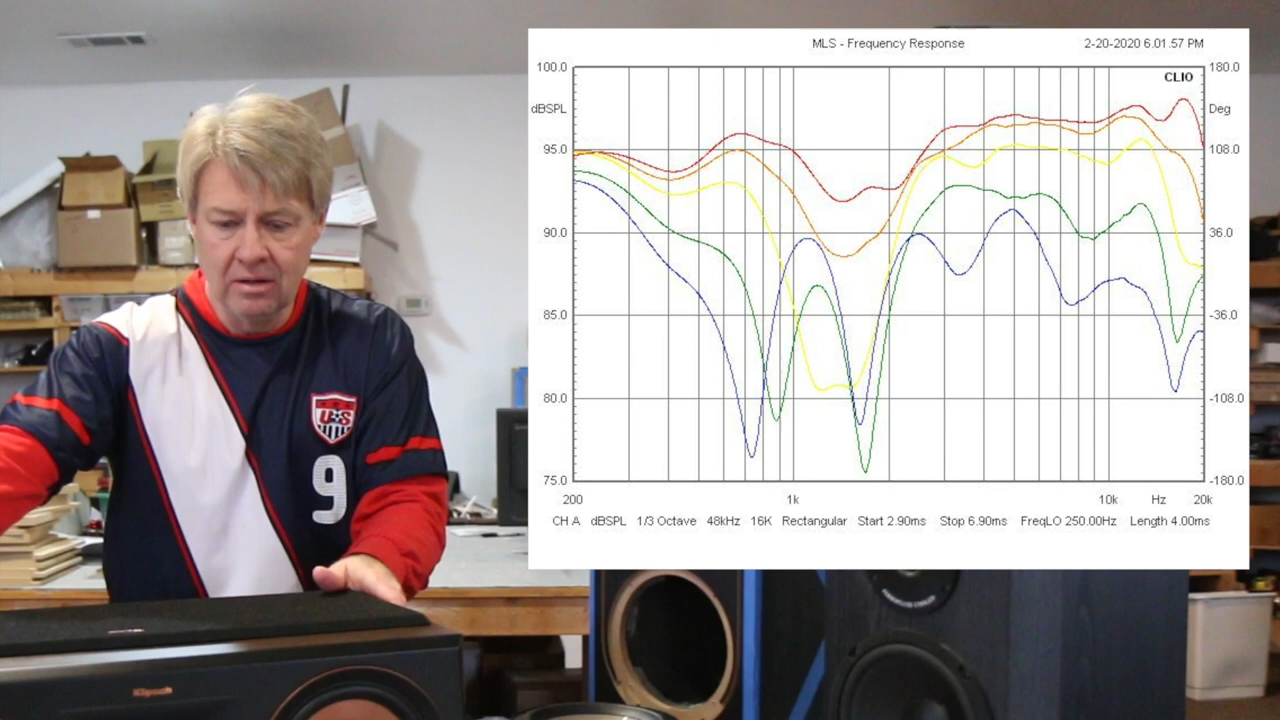 MLS - Frequency Response
2-20-2020 6.01.57 PM
100.0
180.0
CLIO
dBSPL
Deg
95.0
108.0
90.0
36.0
85.0
-36.0
80.0
-108.0
75.0
-180.0
200
1k
10k
Hz
20k
CH A dBSPL 1/3 Octave 48kHz 16K Rectangular Start 2.90ms Stop 6.90ms FreqLO 250.00Hz Length 4.00ms
US
9
Klipsch